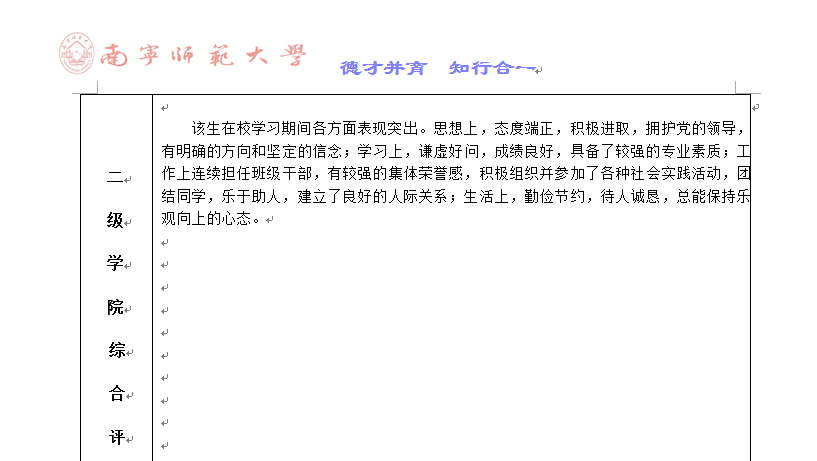 南宁师范大学
德才并育 知行合一
该生在校学习期间各方面表现突出。思想上，态度端正，积极进取，拥护党的领导，
有明确的方向和坚定的信念；学习上，谦虚好问，成绩良好，具备了较强的专业素质；工
作上连续担任班级干部，有较强的集体荣誉感，积极组织并参加了各种社会实践活动，团
结同学，乐于助人，建立了良好的人际关系；生活上，勤俭节约，待人诚恳，总能保持乐
观向上的心态。
二
级
学
院
综
合
评